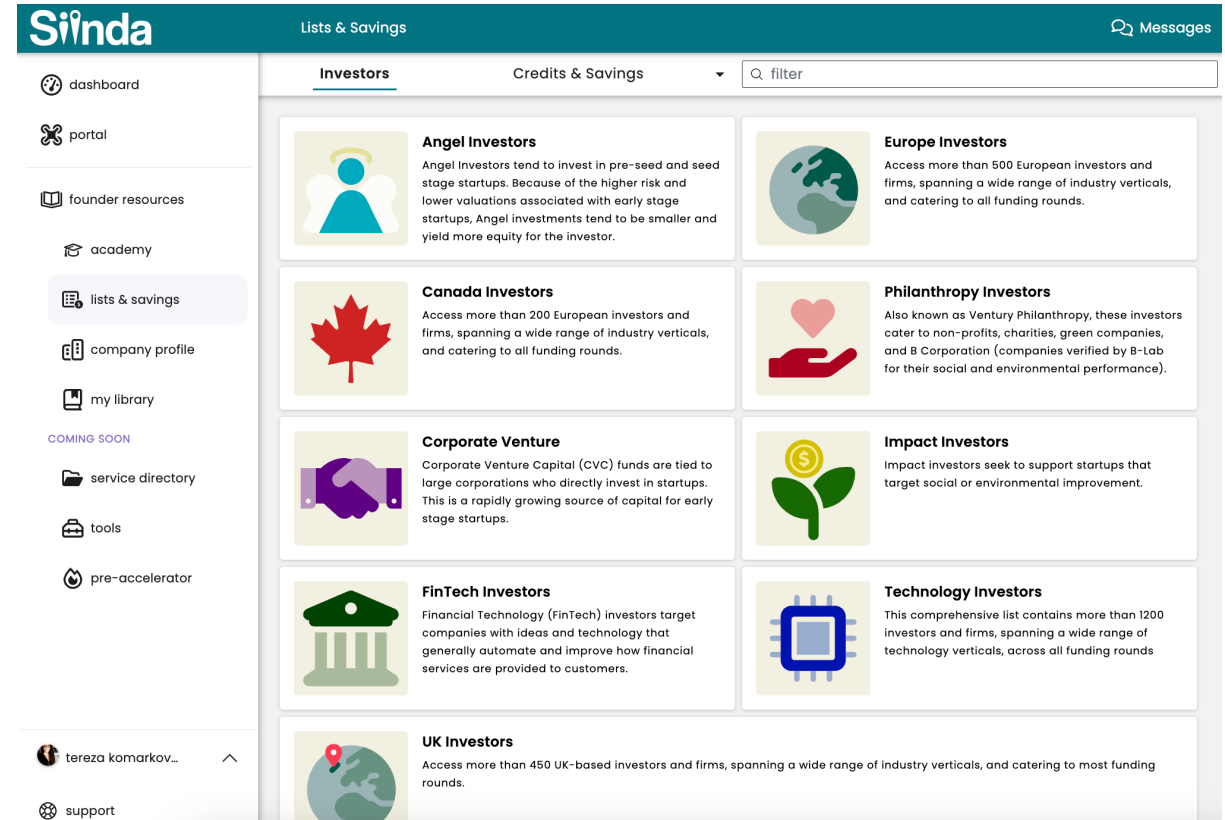 Siinda
Lists & Savings
Messages
dashboard
portal
founder resources
academy
lists & savings
company profile
my library
COMING SOON
service directory
tools
pre-accelerator
tereza komarkov...
support
Investors
Credits & Savings
filter
Angel Investors
Angel Investors tend to invest in pre-seed and seed
stage startups. Because of the higher risk and
lower valuations associated with early stage
startups, Angel investments tend to be smaller and
yield more equity for the investor.
Europe Investors
Access more than 500 European investors and
firms, spanning a wide range of industry verticals,
and catering to all funding rounds.
Canada Investors
Access more than 200 European investors and
firms, spanning a wide range of industry verticals,
and catering to all funding rounds.
Philanthropy Investors
Also known as Ventury Philanthropy, these investors
cater to non-profits, charities, green companies,
and B Corporation (companies verified by B-Lab
for their social and environmental performance).
Corporate Venture
Corporate Venture Capital (CVC) funds are tied to
large corporations who directly invest in startups.
This is a rapidly growing source of capital for early
stage startups.
Impact Investors
Impact investors seek to support startups that
target social or environmental improvement.
FinTech Investors
Financial Technology (FinTech) investors target
companies with ideas and technology that
generally automate and improve how financial
services are provided to customers.
Technology Investors
This comprehensive list contains more than 1200
investors and firms, spanning a wide range of
technology verticals, across all funding rounds
UK Investors
Access more than 450 UK-based investors and firms, spanning a wide range of industry verticals, and catering to most funding
rounds.